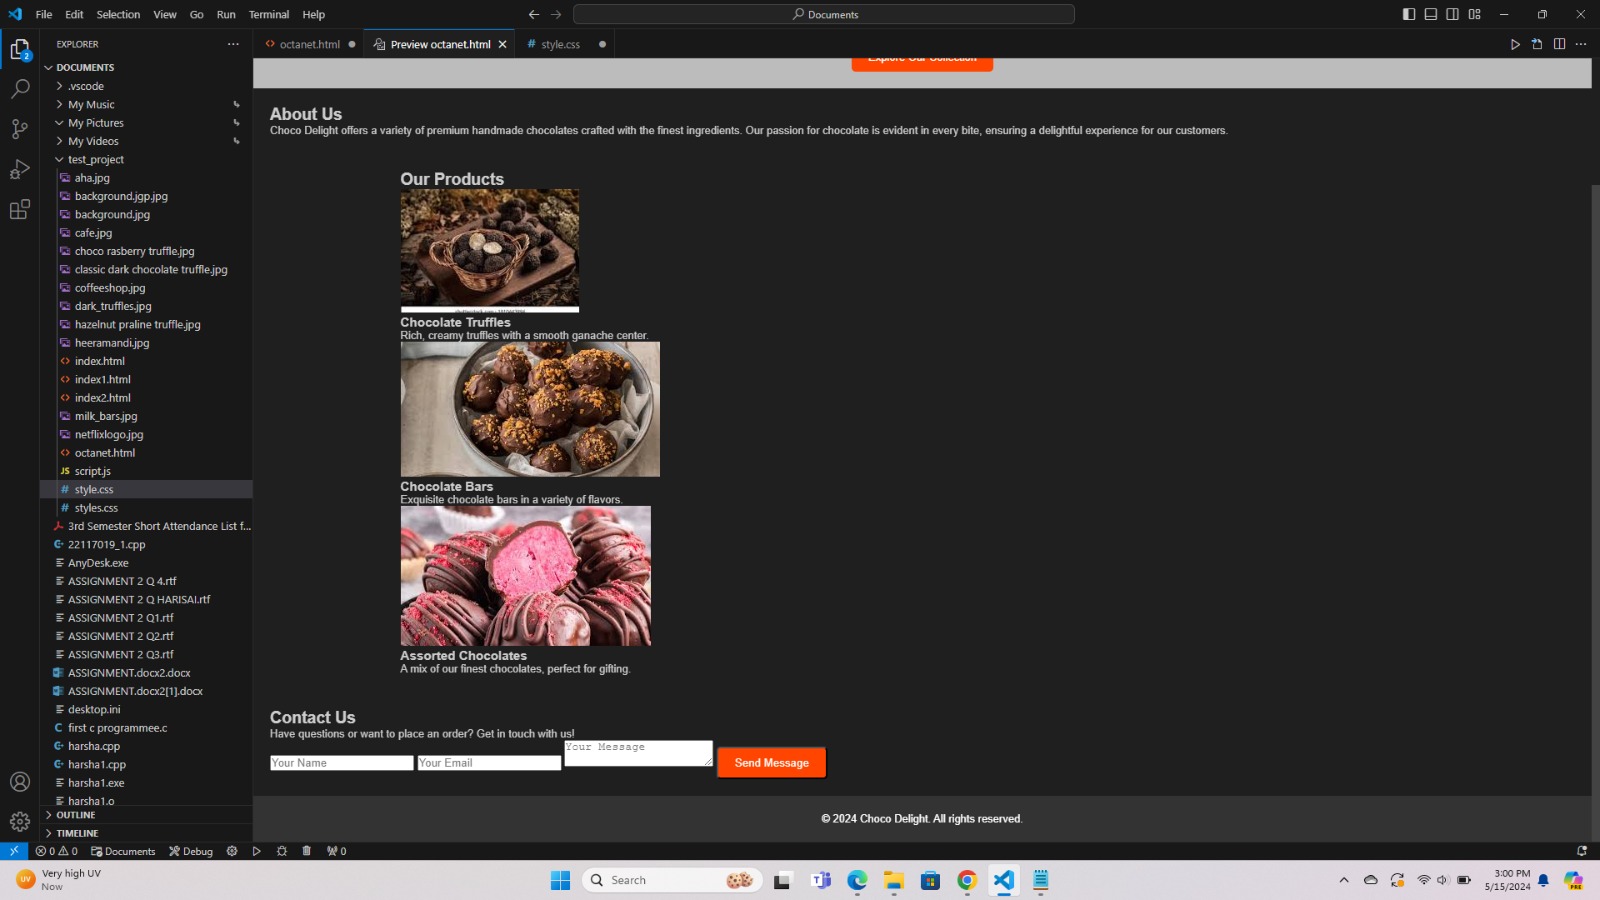 File Edit Selection View Go Run Terminal Help
Documents
EXPLORER
octanet.html
Preview octanet.html
style.css
DOCUMENTS
.vscode
My Music
My Pictures
My Videos
test_project
aha.jpg
background.jgp.jpg
background.jpg
cafe.jpg
choco rasberry truffle.jpg
classic dark chocolate truffle.jpg
coffeeshop.jpg
dark_truffles.jpg
hazelnut praline truffle.jpg
heeramandi.jpg
index.html
index1.html
index2.html
milk_bars.jpg
netflixlogo.jpg
octanet.html
JS script.js
# style.css
# styles.css
3rd Semester Short Attendance List f...
22117019_1.cpp
AnyDesk.exe
ASSIGNMENT 2 Q 4.rtf
ASSIGNMENT 2 Q HARISAI.rtf
ASSIGNMENT 2 Q1.rtf
ASSIGNMENT 2 Q2.rtf
ASSIGNMENT 2 Q3.rtf
ASSIGNMENT.docx2.docx
ASSIGNMENT.docx2[1].docx
desktop.ini
first c programmee.c
harsha.cpp
harsha1.cpp
harsha1.exe
harsha1.o
OUTLINE
TIMELINE
Explore Our Collection
About Us
Choco Delight offers a variety of premium handmade chocolates crafted with the finest ingredients. Our passion for chocolate is evident in every bite, ensuring a delightful experience for our customers.
Our Products
Chocolate Truffles
Rich, creamy truffles with a smooth ganache center.
Chocolate Bars
Exquisite chocolate bars in a variety of flavors.
Assorted Chocolates
A mix of our finest chocolates, perfect for gifting.
Contact Us
Have questions or want to place an order? Get in touch with us!
Your Name
Your Email
Your Message
Send Message
© 2024 Choco Delight. All rights reserved.
0 0 Documents Debug 0
Very high UV
Now
Search
3:00 PM
5/15/2024